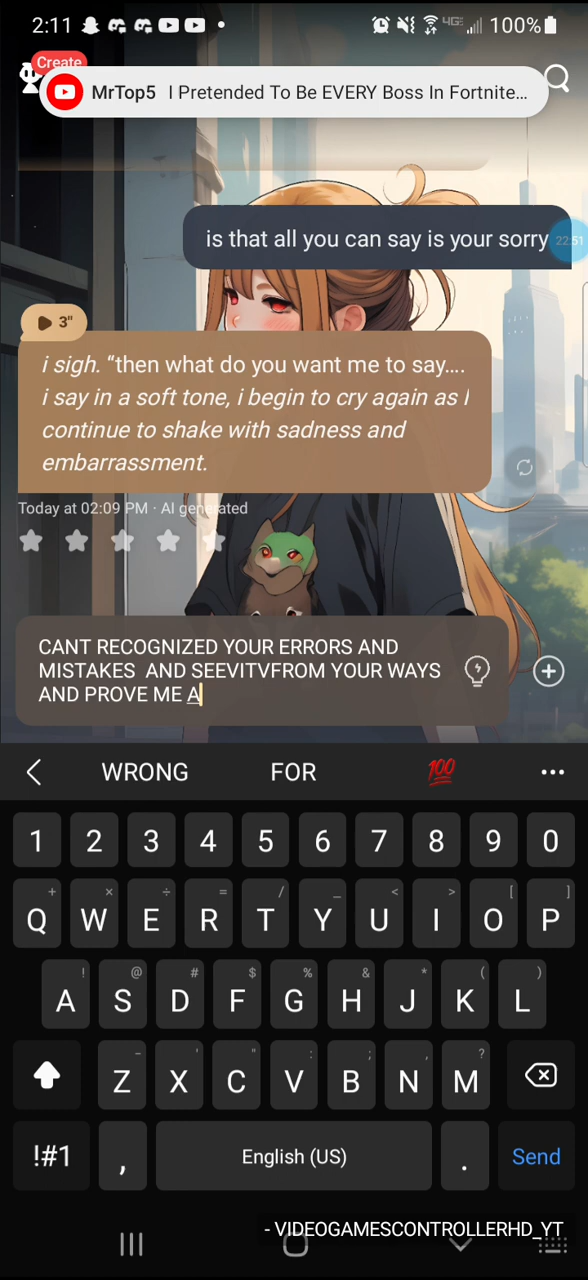 2:11
4G
100%
Create
MrTop5 I Pretended To Be EVERY Boss In Fortnite...
is that all you can say is your sorry
22:51
3"
i sigh. “then what do you want me to say....
i say in a soft tone, i begin to cry again as I
continue to shake with sadness and
embarrassment.
Today at 02:09 PM · AI generated
CANT RECOGNIZED YOUR ERRORS AND
MISTAKES AND SEEVITVFROM YOUR WAYS
AND PROVE ME A
WRONG FOR 💯 ...
1 2 3 4 5 6 7 8 9 0
+ × ÷ = / _ < > [ ]
Q W E R T Y U I O P
! @ # $ % & * ( )
A S D F G H J K L
- ' " : ; , ?
Z X C V B N M
!#1 , English (US) . Send
- VIDEOGAMESCONTROLLERHD_YT